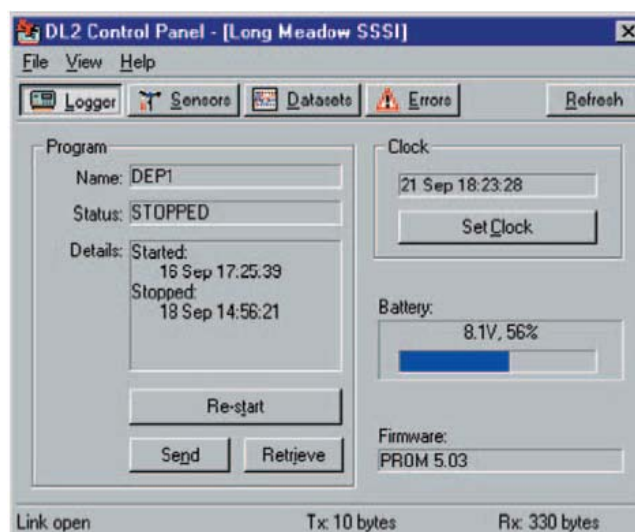 DL2 Control Panel - [Long Meadow SSSI]
File View Help
Logger Sensors Datasets Errors Refresh
Program
Name: DEP1
Status: STOPPED
Details: Started:
16 Sep 17:25:39
Stopped:
18 Sep 14:56:21
Re-start
Send Retrieve
Clock
21 Sep 18:23:28
Set Clock
Battery:
8.1V, 56%
Firmware:
PROM 5.03
Link open Tx: 10 bytes Rx: 330 bytes